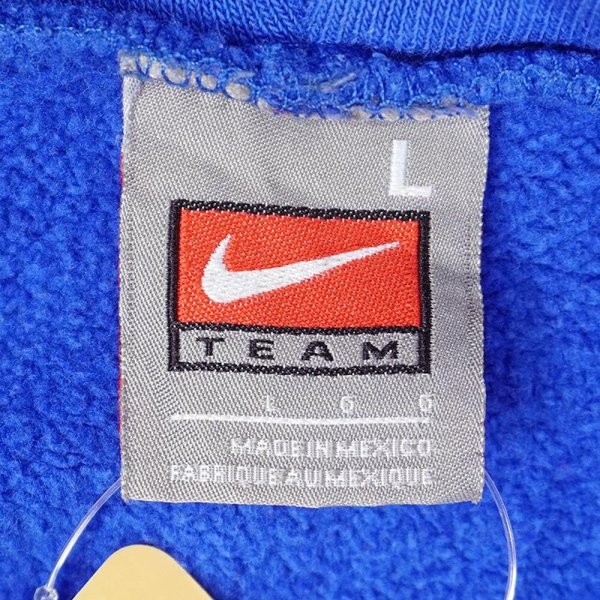 L
TEAM
L G G
MADE IN MEXICO
FABRIQUE AU MEXIQUE